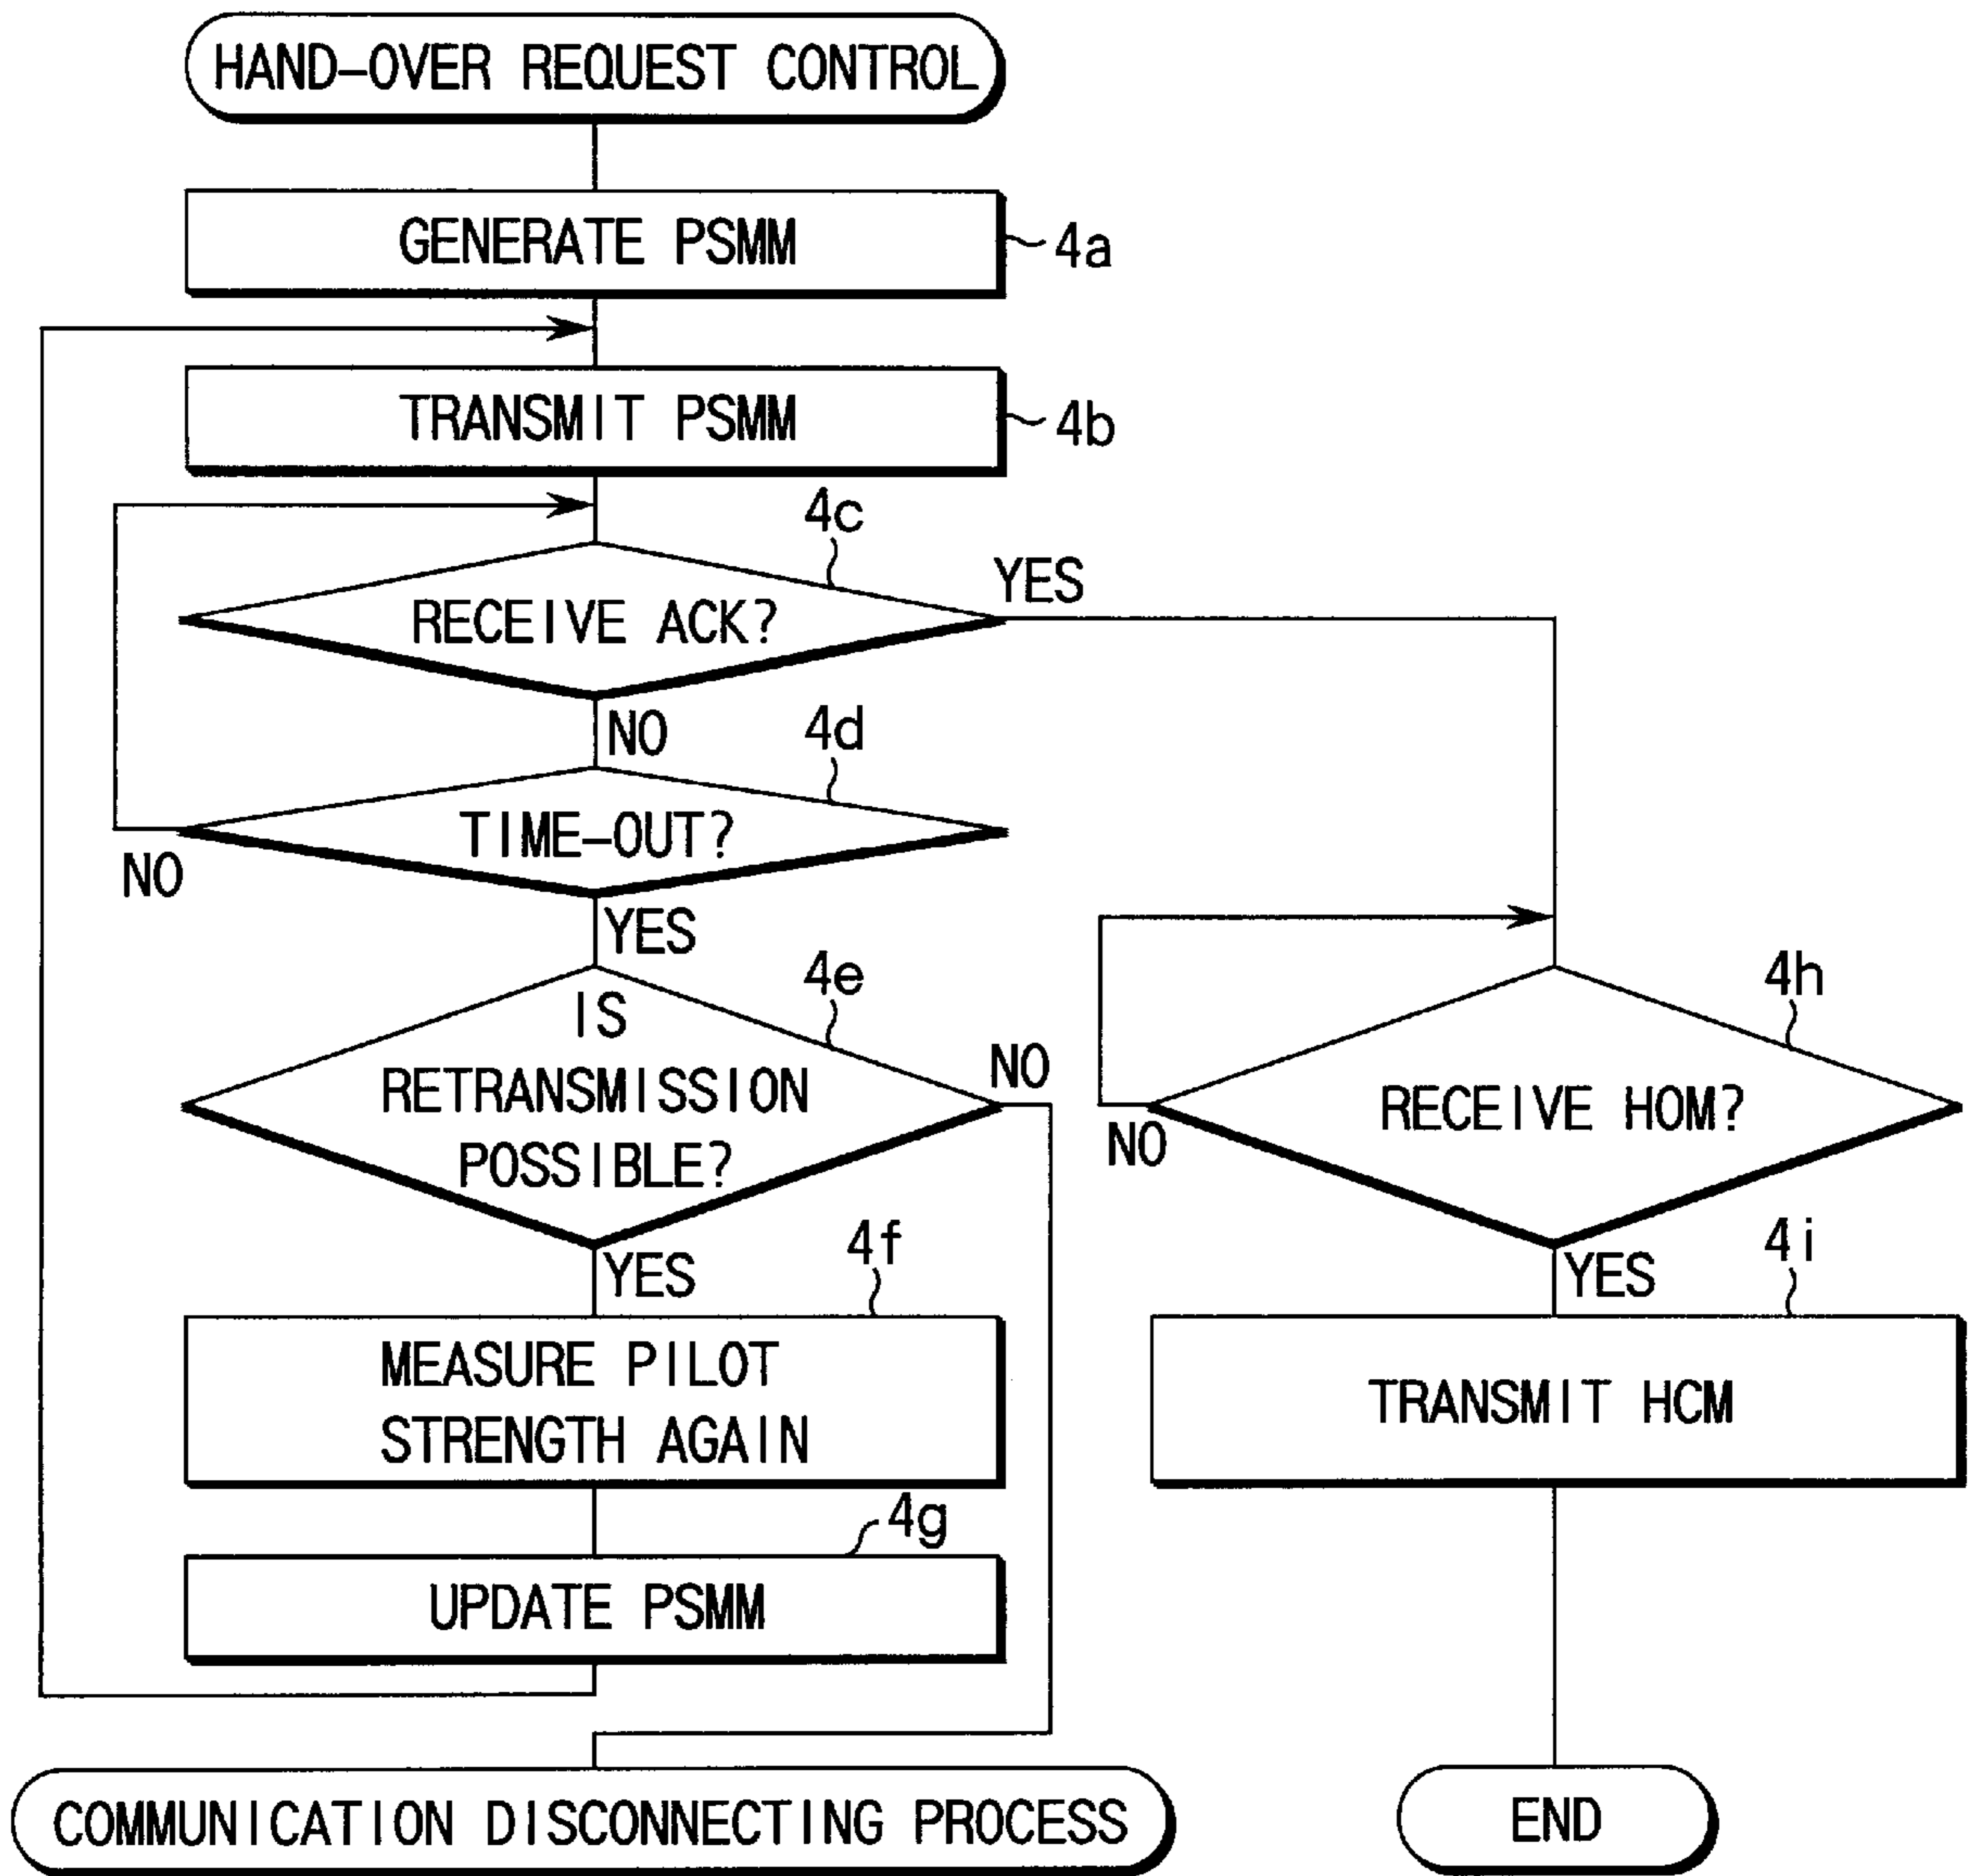 HAND-OVER REQUEST CONTROL
GENERATE PSMM
4a
TRANSMIT PSMM
4b
4c
YES
RECEIVE ACK?
NO
4d
TIME-OUT?
NO
YES
4e
IS
RETRANSMISSION
POSSIBLE?
NO
YES
4h
RECEIVE HOM?
NO
YES
4f
MEASURE PILOT
STRENGTH AGAIN
4i
TRANSMIT HCM
4g
UPDATE PSMM
COMMUNICATION DISCONNECTING PROCESS
END